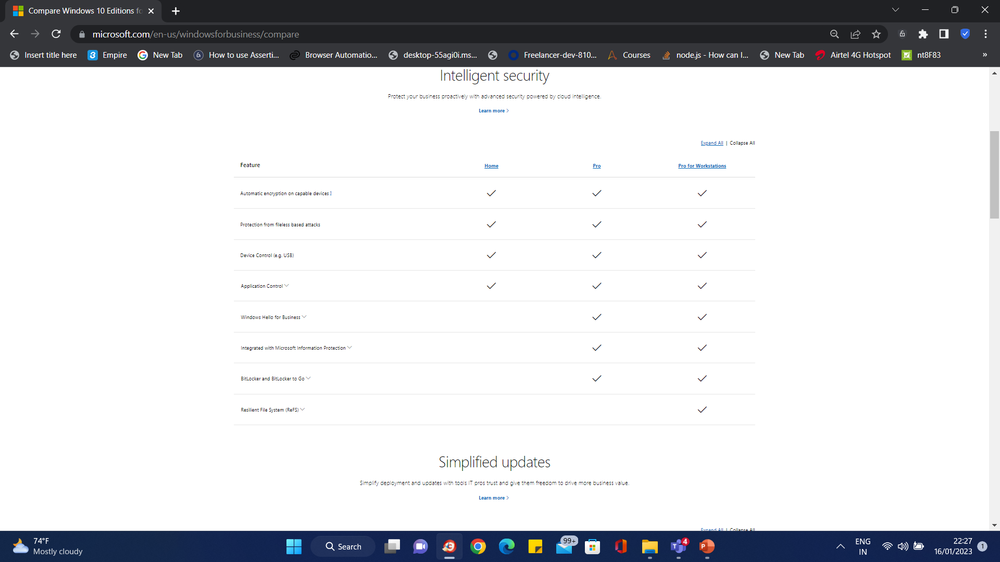 Compare Windows 10 Editions fo
microsoft.com/en-us/windowsforbusiness/compare
Insert title here
Empire
New Tab
How to use Asserti...
Browser Automatio...
desktop-55agi0i.ms...
Freelancer-dev-810...
Courses
node.js - How can I...
New Tab
Airtel 4G Hotspot
nt8F83
»
Intelligent security
Protect your business proactively with advanced security powered by cloud intelligence.
Learn more >
Expand All | Collapse All
Feature Home Pro Pro for Workstations
Automatic encryption on capable devices 1
Protection from fileless based attacks
Device Control (e.g. USB)
Application Control
Windows Hello for Business
Integrated with Microsoft Information Protection
BitLocker and BitLocker to Go
Resilient File System (ReFS)
Simplified updates
Simplify deployment and updates with tools IT pros trust and give them freedom to drive more business value.
Learn more >
Expand All | Collapse All
74°F
Mostly cloudy
Search
99+
4
ENG
IN
22:27
16/01/2023
1